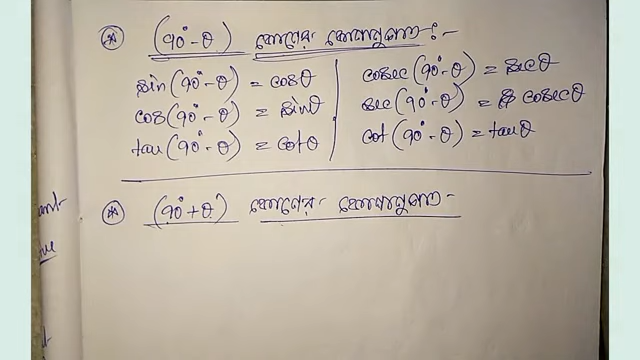 (90° - θ) কোণের কোণানুপাত :-
sin(90° - θ) = cosθ
cos(90° - θ) = sinθ
tan(90° - θ) = cotθ
cosec(90° - θ) = secθ
sec(90° - θ) = cosecθ
cot(90° - θ) = tanθ
(90° + θ) কোণের কোণানুপাত -